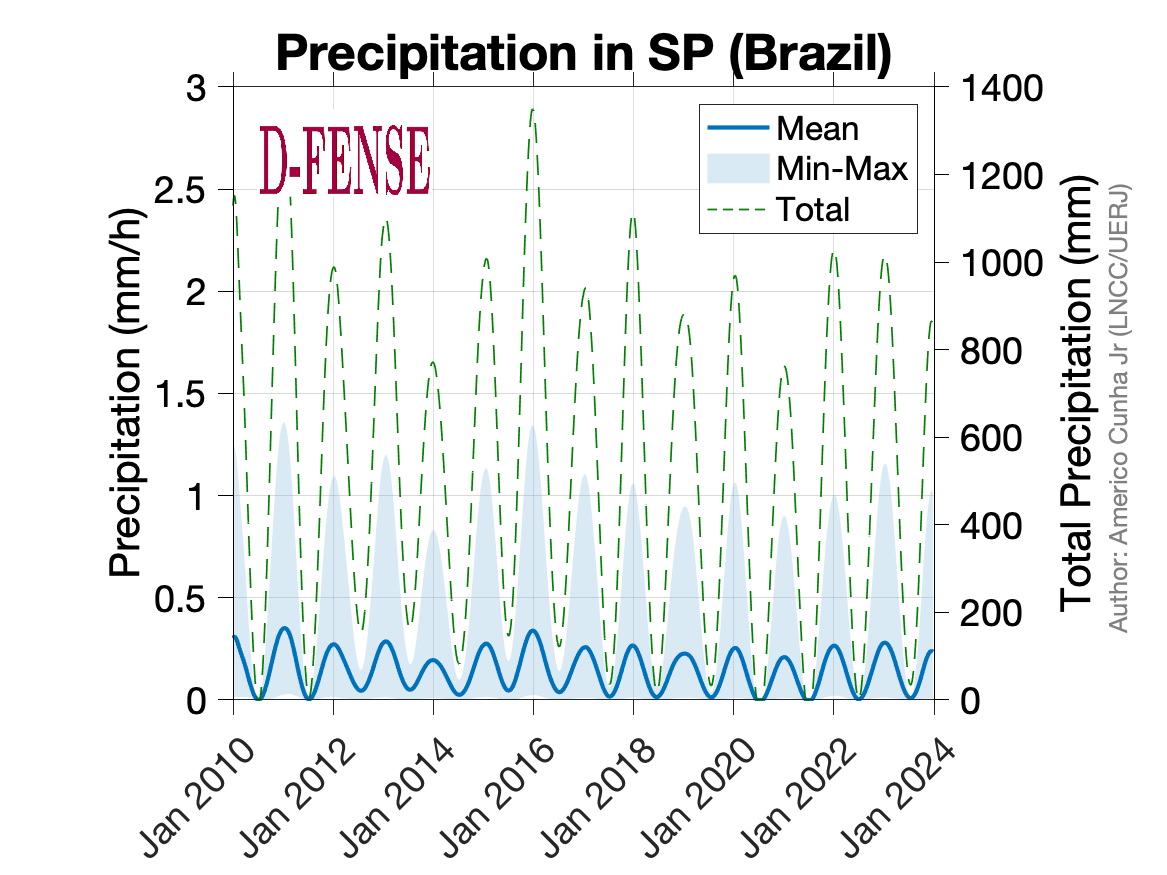 Precipitation in SP (Brazil)
D-FENSE
Mean
Min-Max
Total
Precipitation (mm/h)
3
2.5
2
1.5
1
0.5
0
1400
1200
1000
800
600
400
200
0
Total Precipitation (mm)
Author: Americo Cunha Jr (LNCC/UERJ)
Jan 2010
Jan 2012
Jan 2014
Jan 2016
Jan 2018
Jan 2020
Jan 2022
Jan 2024